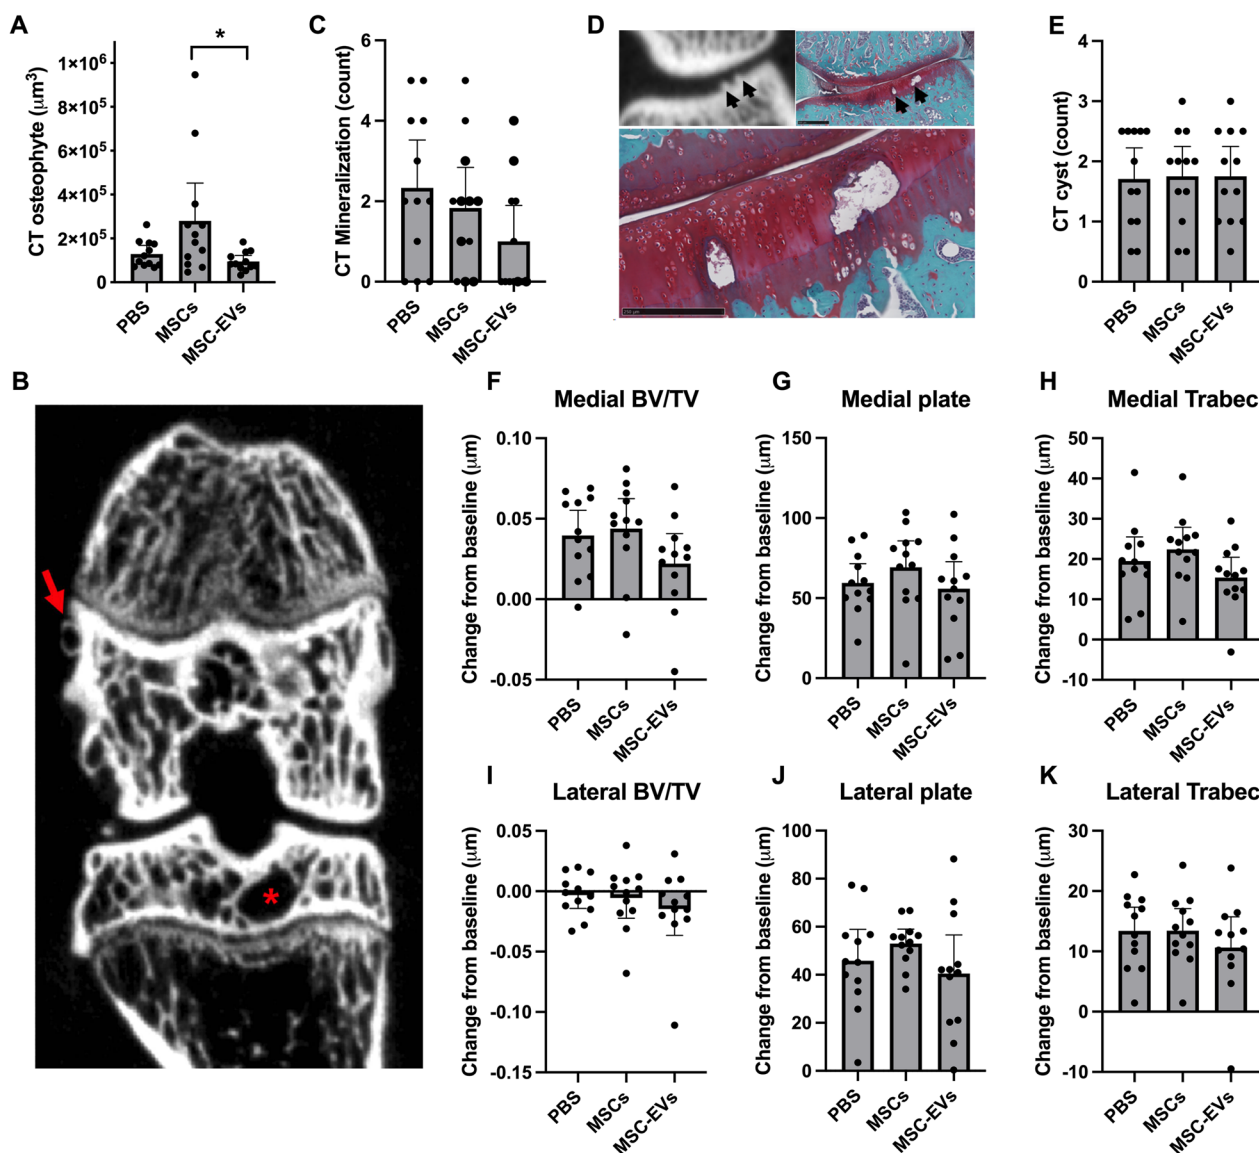 A
CT osteophyte (μm³)
1×10⁶
8×10⁵
6×10⁵
4×10⁵
2×10⁵
0
*
PBS
MSCs
MSC-EVs
C
CT Mineralization (count)
6
4
2
0
PBS
MSCs
MSC-EVs
D
E
CT cyst (count)
4
3
2
1
0
PBS
MSCs
MSC-EVs
B
*
F
Medial BV/TV
Change from baseline (μm)
0.10
0.05
0.00
-0.05
PBS
MSCs
MSC-EVs
G
Medial plate
Change from baseline (μm)
150
100
50
0
PBS
MSCs
MSC-EVs
H
Medial Trabec
Change from baseline (μm)
50
40
30
20
10
0
-10
PBS
MSCs
MSC-EVs
I
Lateral BV/TV
Change from baseline (μm)
0.05
0.00
-0.05
-0.10
-0.15
PBS
MSCs
MSC-EVs
J
Lateral plate
Change from baseline (μm)
100
80
60
40
20
0
PBS
MSCs
MSC-EVs
K
Lateral Trabec
Change from baseline (μm)
30
20
10
0
-10
PBS
MSCs
MSC-EVs